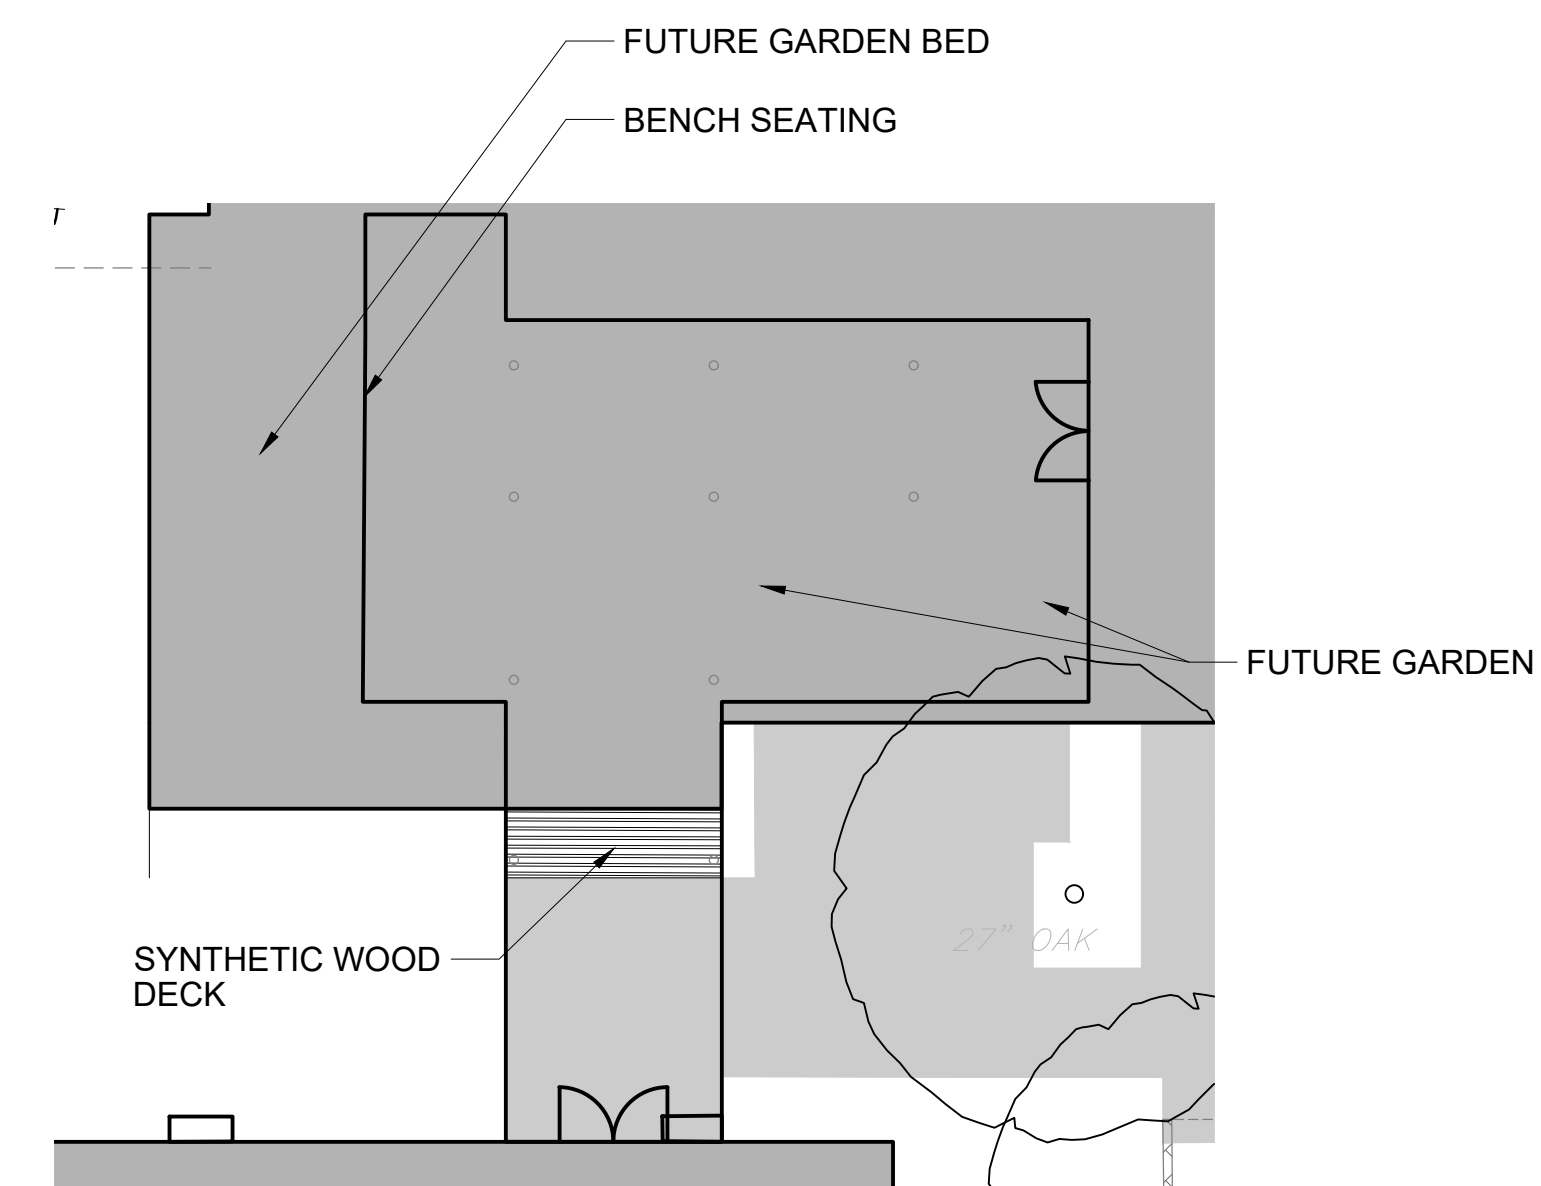 FUTURE GARDEN BED
BENCH SEATING
T
FUTURE GARDEN
27" OAK
SYNTHETIC WOOD
DECK